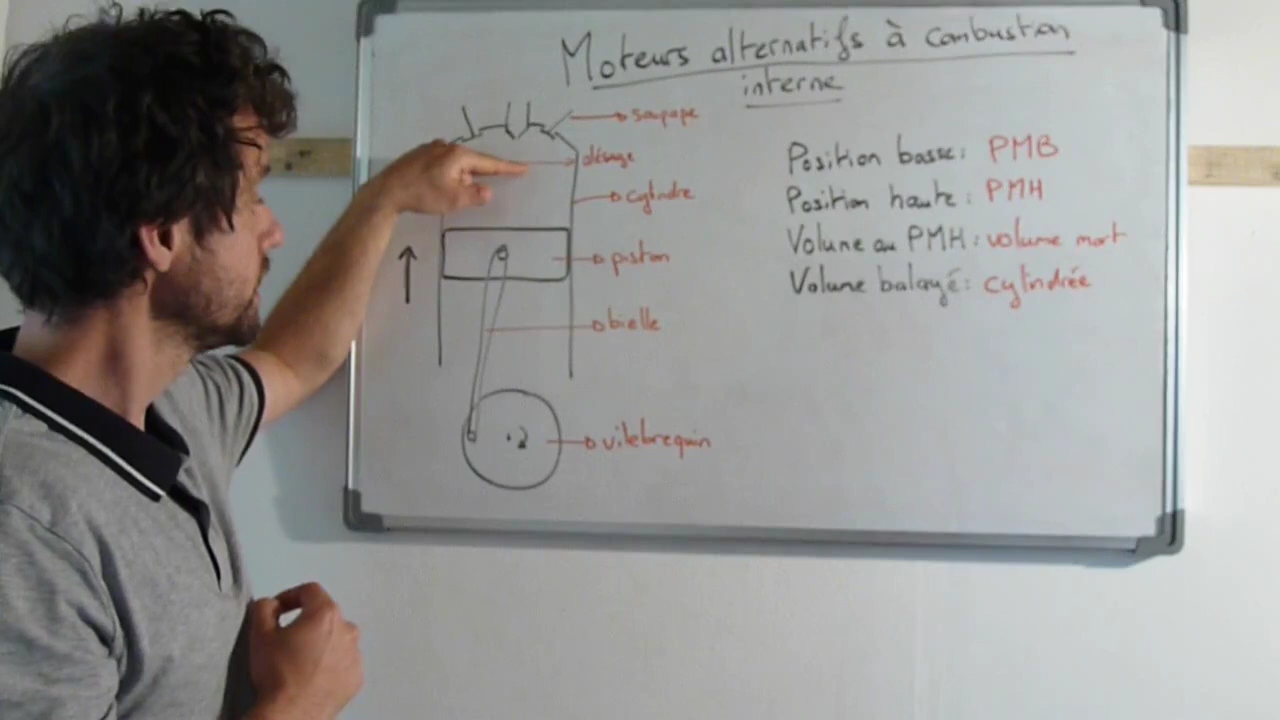 Moteurs alternatifs à combustion
interne
soupape
alésage
cylindre
piston
bielle
vilebrequin
Position basse: PMB
Position haute: PMH
Volume au PMH: volume mort
Volume balayé: cylindrée